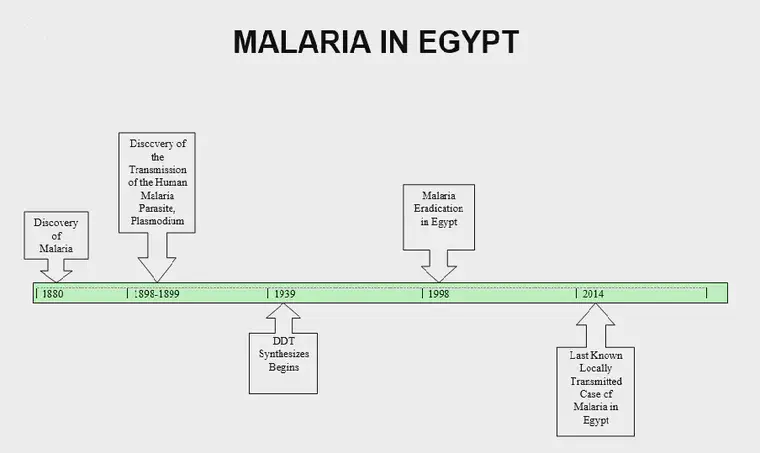 MALARIA IN EGYPT
Discovery of
the
Transmission
of the Human
Malaria
Parasite,
Plasmodium
Malaria
Eradication
in Egypt
Discovery
of
Malaria
1880
1898-1899
1939
1998
2014
DDT
Synthesizes
Begins
Last Known
Locally
Transmitted
Case of
Malaria in
Egypt